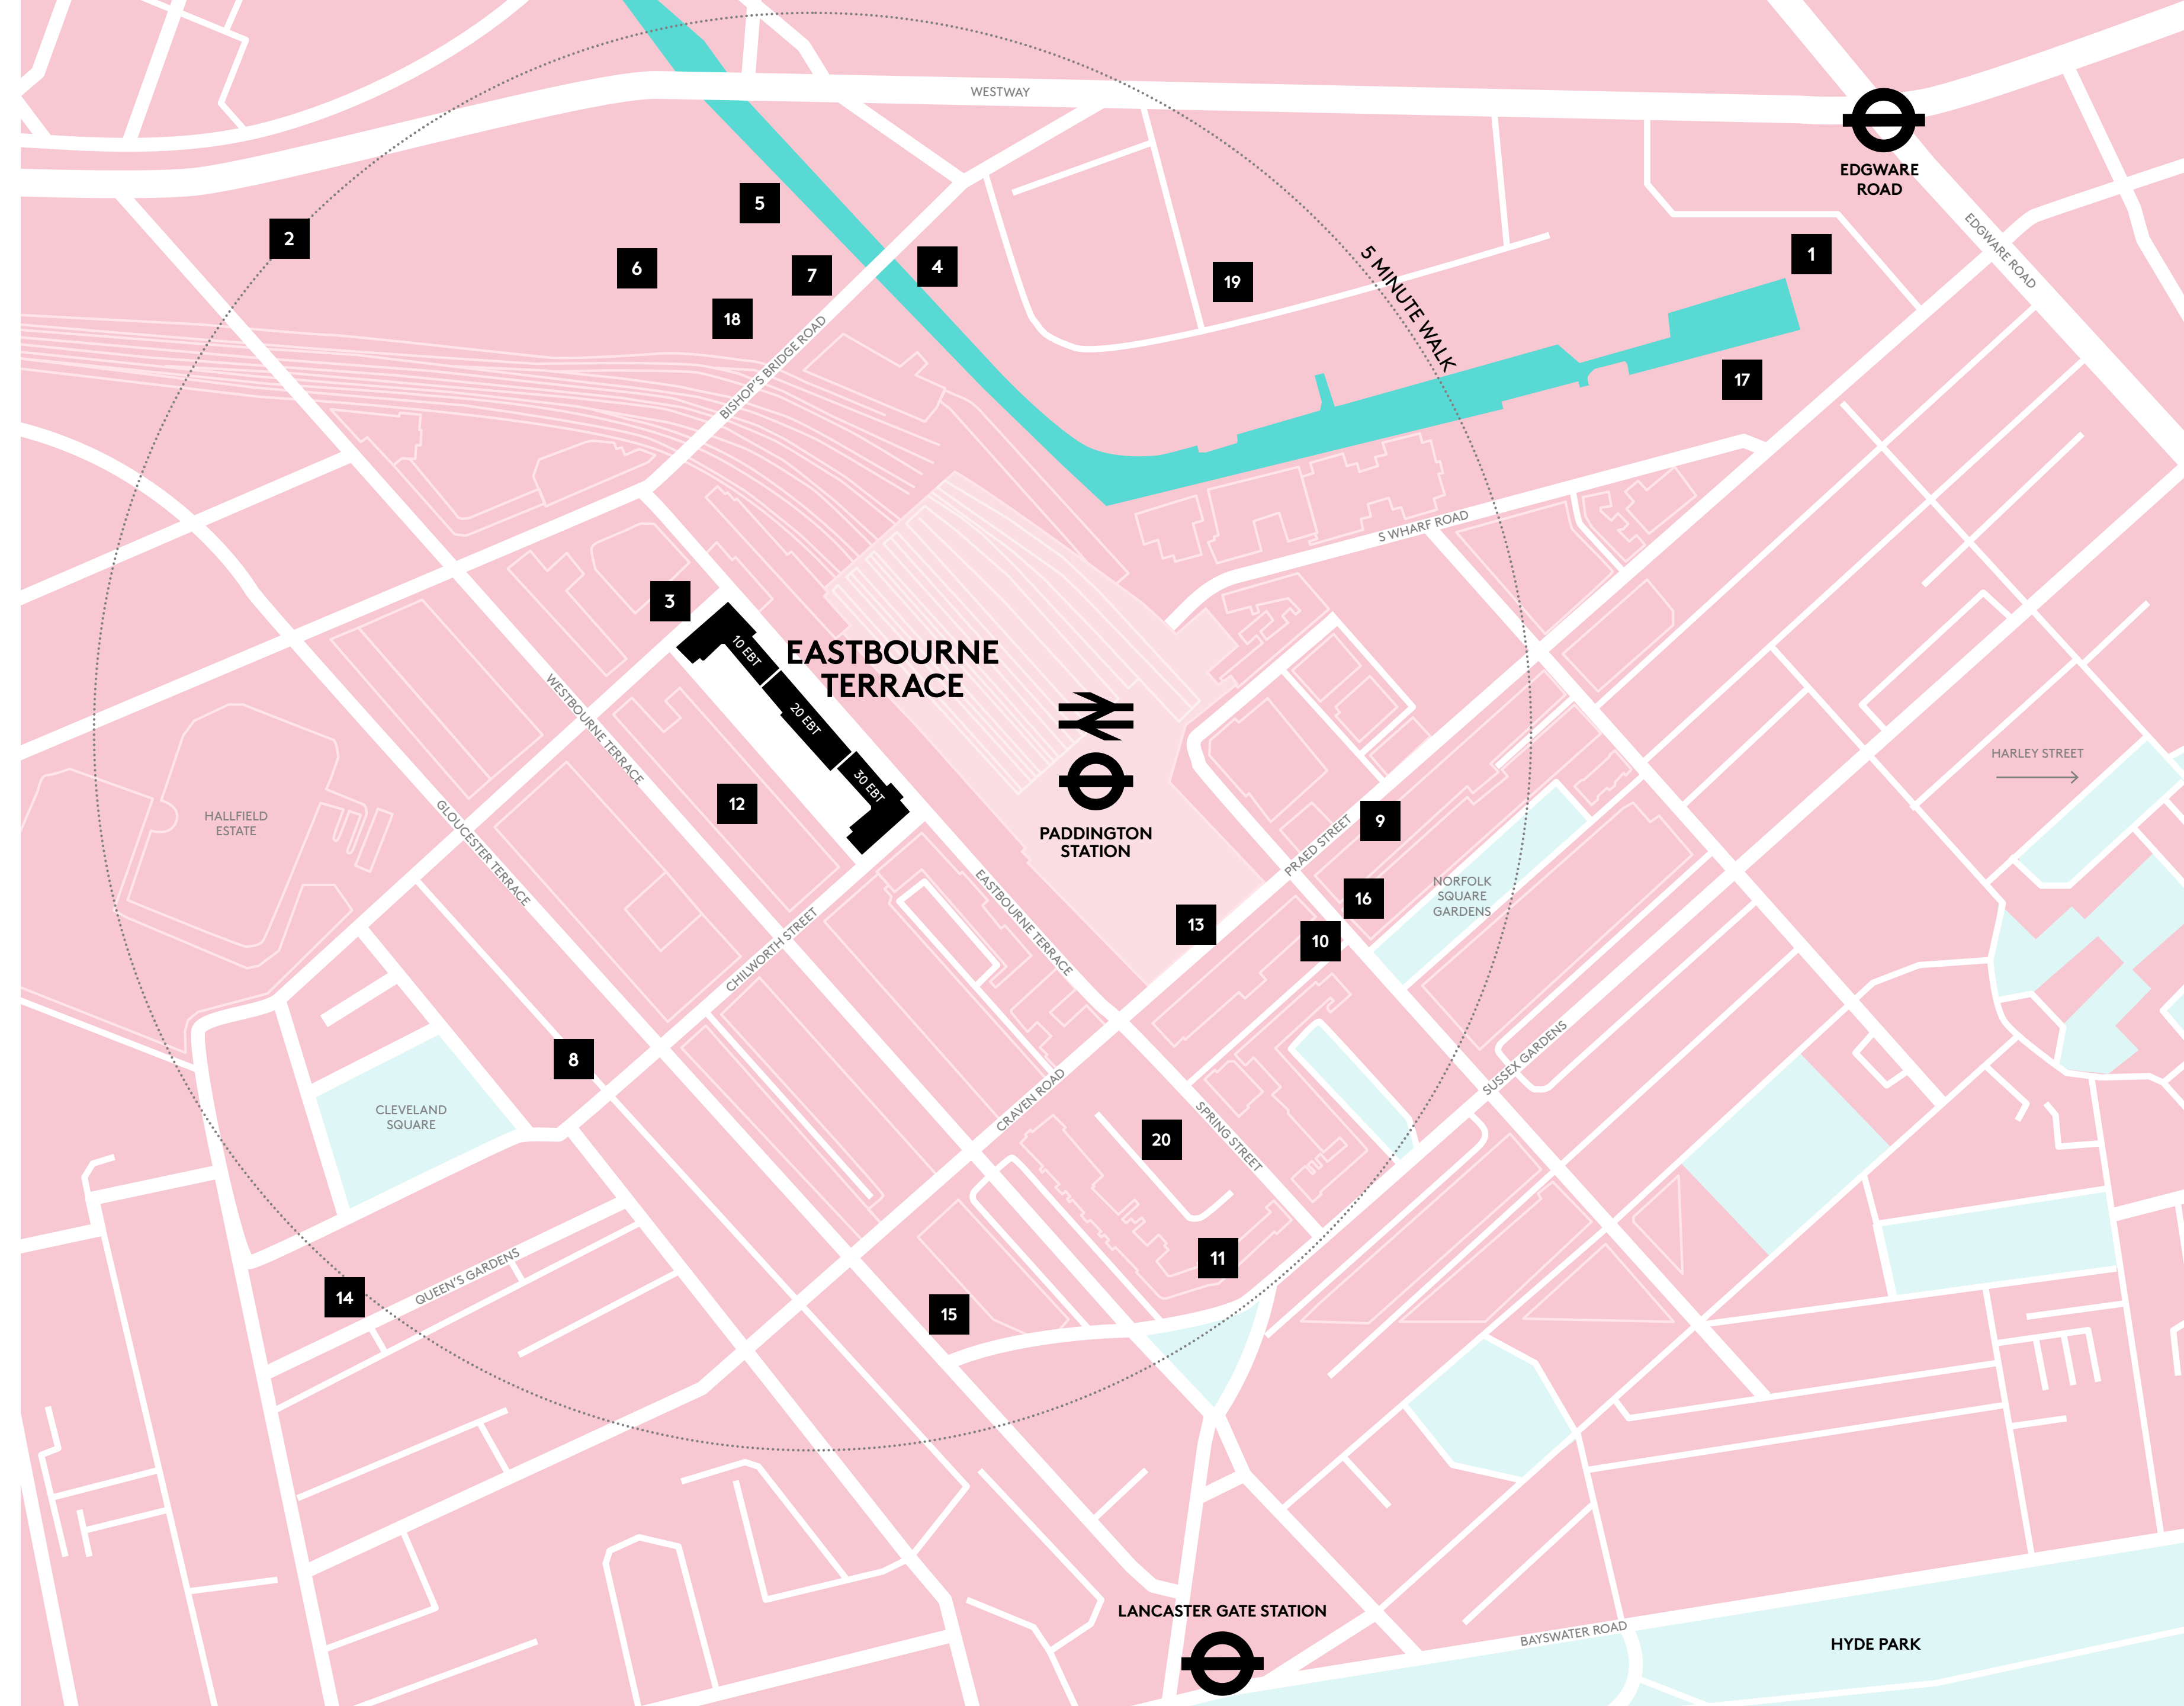 WESTWAY
EDGWARE
ROAD
EDGWARE ROAD
5
2
1
6
7
4
19
5 MINUTE WALK
18
BISHOP'S BRIDGE ROAD
17
S WHARF ROAD
3
10 EBT
20 EBT
30 EBT
EASTBOURNE
TERRACE
WESTBOURNE TERRACE
HARLEY STREET
12
HALLFIELD
ESTATE
GLOUCESTER TERRACE
PADDINGTON
STATION
9
PRAED STREET
NORFOLK
SQUARE
GARDENS
16
13
10
EASTBOURNE TERRACE
CHILWORTH STREET
8
CLEVELAND
SQUARE
CRAVEN ROAD
SUSSEX GARDENS
20
SPRING STREET
11
QUEEN'S GARDENS
14
15
LANCASTER GATE STATION
BAYSWATER ROAD
HYDE PARK